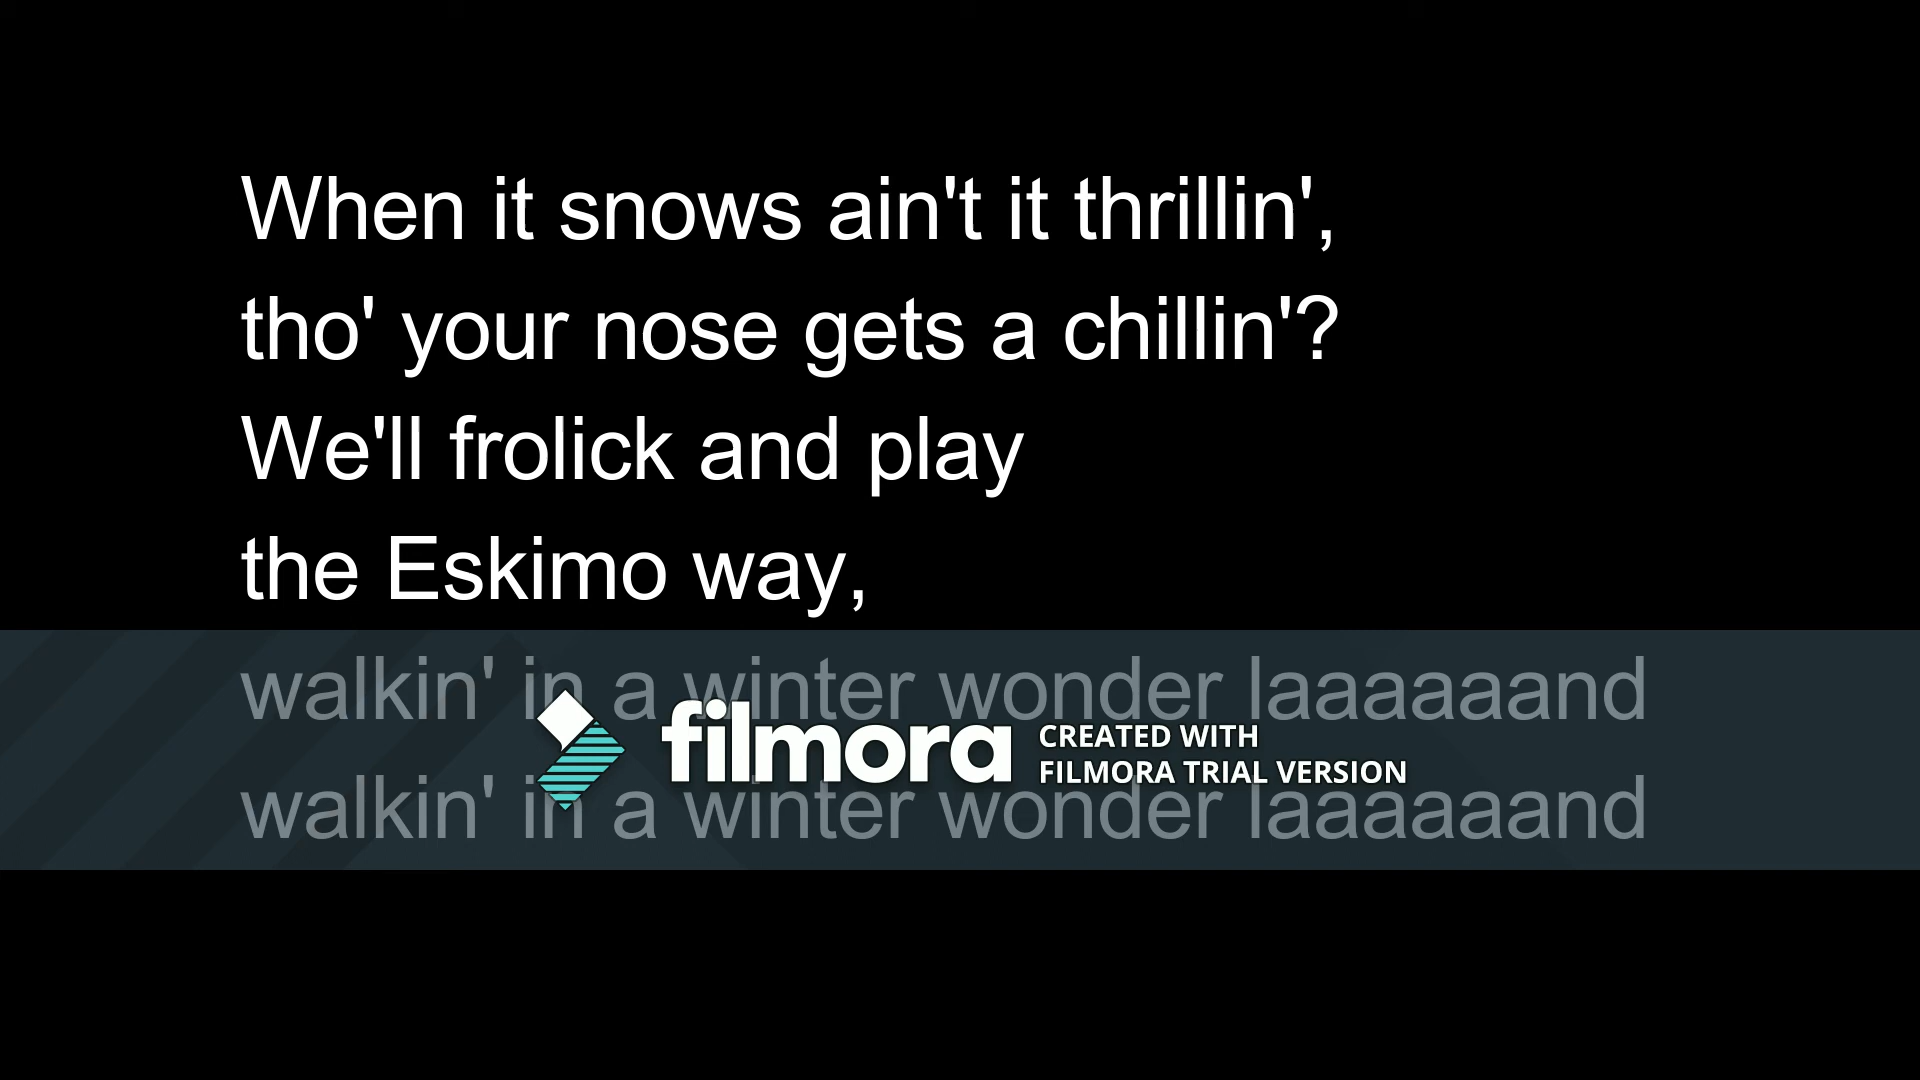 When it snows ain't it thrillin',
tho' your nose gets a chillin'?
We'll frolick and play
the Eskimo way,
walkin' in a winter wonder laaaaaand
filmora CREATED WITH
FILMORA TRIAL VERSION
walkin' in a winter wonder laaaaaand